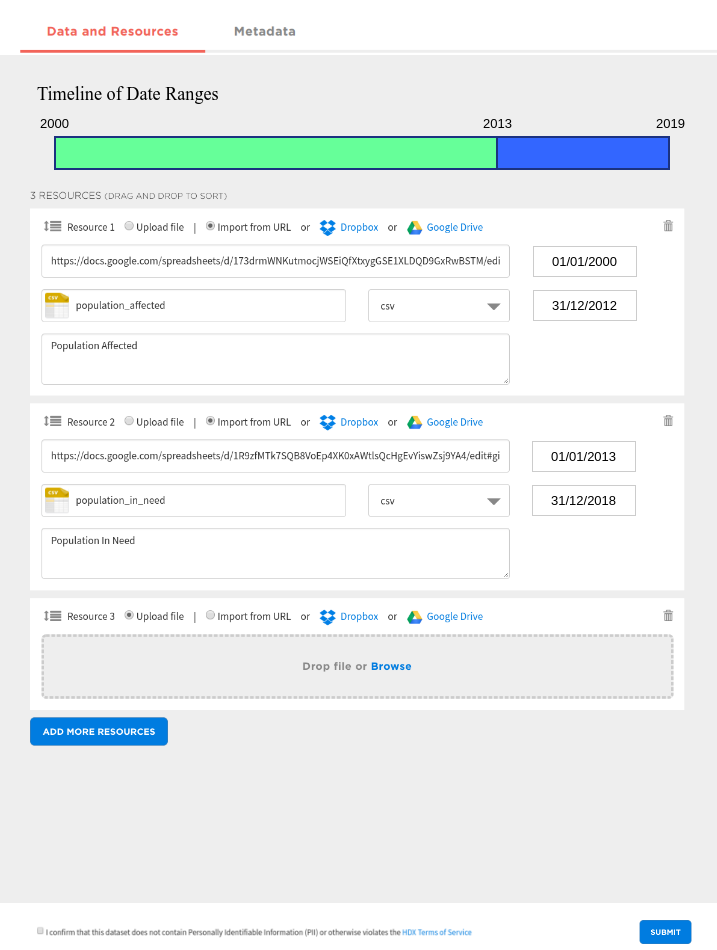 Data and Resources Metadata
Timeline of Date Ranges
2000 2013 2019
3 RESOURCES (DRAG AND DROP TO SORT)
Resource 1 Upload file | Import from URL or Dropbox or Google Drive
https://docs.google.com/spreadsheets/d/173drmWNKutmocjWSEiQfXtxygGSE1XLDQD9GxRwBSTM/edi 01/01/2000
CSV population_affected csv 31/12/2012
Population Affected
Resource 2 Upload file | Import from URL or Dropbox or Google Drive
https://docs.google.com/spreadsheets/d/1R9zfMTk7SQB8VoEp4XK0xAWtlsQcHgEvYiswZsj9YA4/edit#gi 01/01/2013
CSV population_in_need csv 31/12/2018
Population In Need
Resource 3 Upload file | Import from URL or Dropbox or Google Drive
Drop file or Browse
ADD MORE RESOURCES
I confirm that this dataset does not contain Personally Identifiable Information (PII) or otherwise violates the HDX Terms of Service SUBMIT